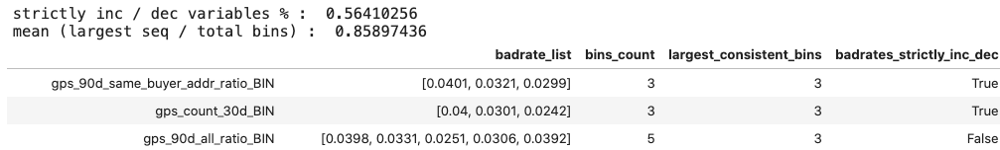 strictly inc / dec variables % :  0.56410256
mean (largest seq / total bins) :  0.85897436
badrate_list bins_count largest_consistent_bins badrates_strictly_inc_dec
gps_90d_same_buyer_addr_ratio_BIN [0.0401, 0.0321, 0.0299] 3 3 True
gps_count_30d_BIN [0.04, 0.0301, 0.0242] 3 3 True
gps_90d_all_ratio_BIN [0.0398, 0.0331, 0.0251, 0.0306, 0.0392] 5 3 False